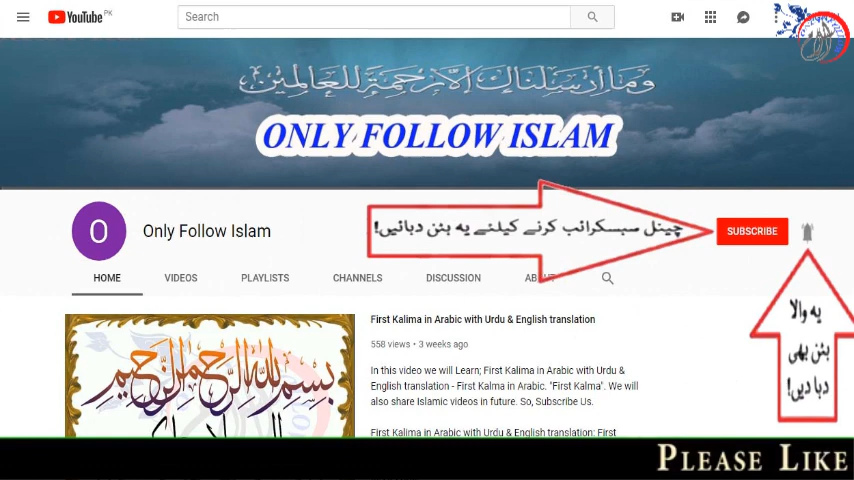 YouTube PK
Search
وما أرسلناك إلا رحمة للعالمين
ONLY FOLLOW ISLAM
O
Only Follow Islam
چینل سبسکرائب کرنے کیلئے یہ بٹن دبائیں!
SUBSCRIBE
HOME VIDEOS PLAYLISTS CHANNELS DISCUSSION
یہ والا
بٹن بھی
دبا دیں!
First Kalima in Arabic with Urdu & English translation
558 views • 3 weeks ago
In this video we will Learn; First Kalima in Arabic with Urdu &
English translation - First Kalma in Arabic. "First Kalma". We will
also share Islamic videos in future. So, Subscribe Us.
First Kalima in Arabic with Urdu & English translation: First
بسم الله الرحمن الرحيم
PLEASE LIKE